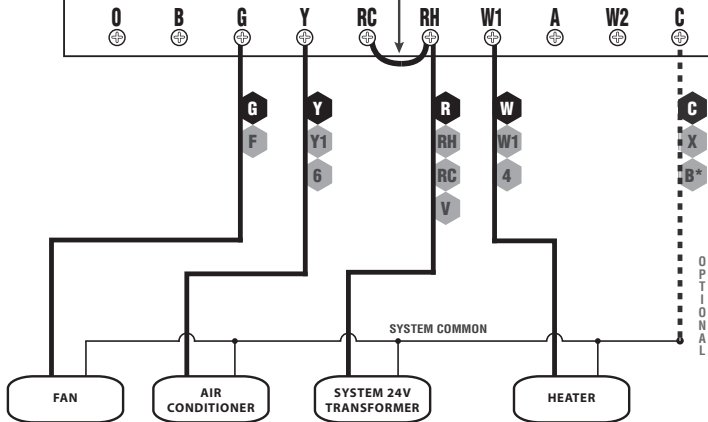 O B G Y RC RH W1 A W2 C
G Y R W C
F Y1 RH W1 X
6 RC 4 B*
V
OPTIONAL
SYSTEM COMMON
FAN
AIR
CONDITIONER
SYSTEM 24V
TRANSFORMER
HEATER